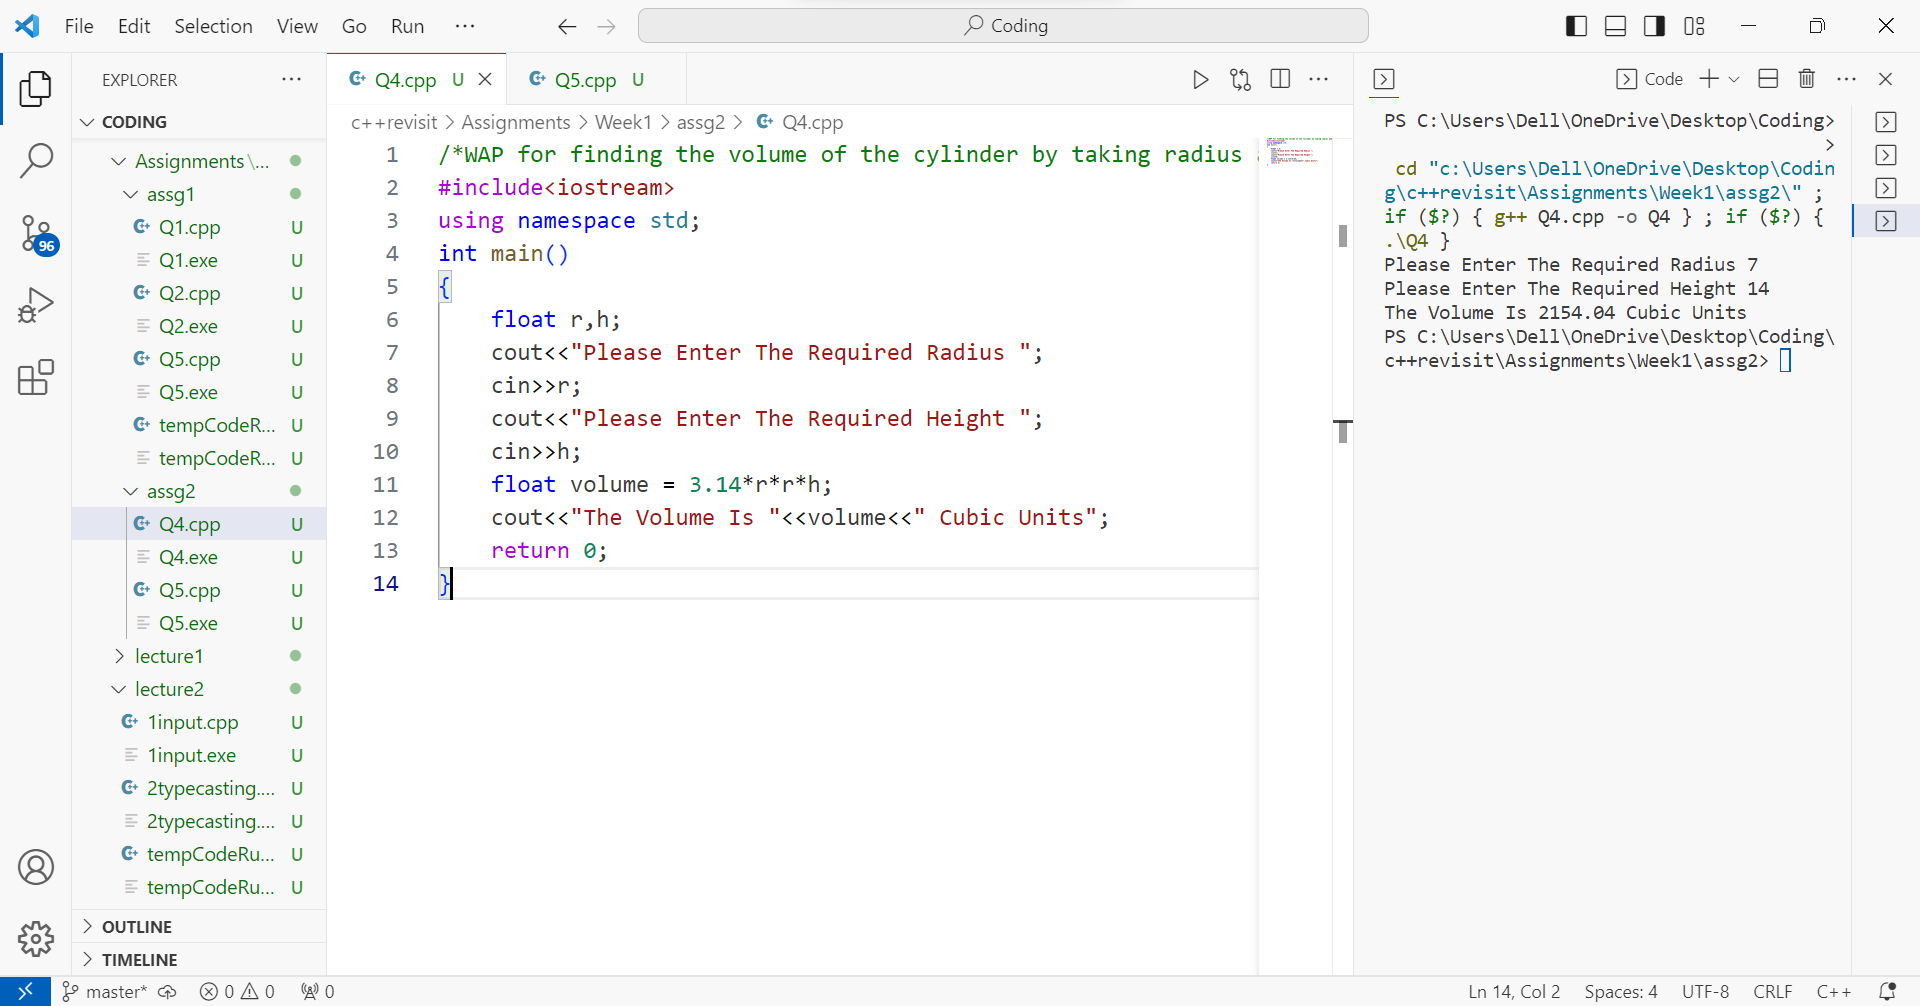 File Edit Selection View Go Run ···
Coding
EXPLORER ···
CODING
Assignments\...
assg1
Q1.cpp U
Q1.exe U
Q2.cpp U
Q2.exe U
Q5.cpp U
Q5.exe U
tempCodeR... U
tempCodeR... U
assg2
Q4.cpp U
Q4.exe U
Q5.cpp U
Q5.exe U
lecture1
lecture2
1input.cpp U
1input.exe U
2typecasting.... U
2typecasting.... U
tempCodeRu... U
tempCodeRu... U
OUTLINE
TIMELINE
96
Q4.cpp U
Q5.cpp U
c++revisit > Assignments > Week1 > assg2 > Q4.cpp
1 /*WAP for finding the volume of the cylinder by taking radius
2 #include<iostream>
3 using namespace std;
4 int main()
5 {
6 float r,h;
7 cout<<"Please Enter The Required Radius ";
8 cin>>r;
9 cout<<"Please Enter The Required Height ";
10 cin>>h;
11 float volume = 3.14*r*r*h;
12 cout<<"The Volume Is "<<volume<<" Cubic Units";
13 return 0;
14 }
Code
PS C:\Users\Dell\OneDrive\Desktop\Coding>
>
cd "c:\Users\Dell\OneDrive\Desktop\Codin
g\c++revisit\Assignments\Week1\assg2\" ;
if ($?) { g++ Q4.cpp -o Q4 } ; if ($?) {
.\Q4 }
Please Enter The Required Radius 7
Please Enter The Required Height 14
The Volume Is 2154.04 Cubic Units
PS C:\Users\Dell\OneDrive\Desktop\Coding\
c++revisit\Assignments\Week1\assg2>
master* 0 0 0
Ln 14, Col 2 Spaces: 4 UTF-8 CRLF C++